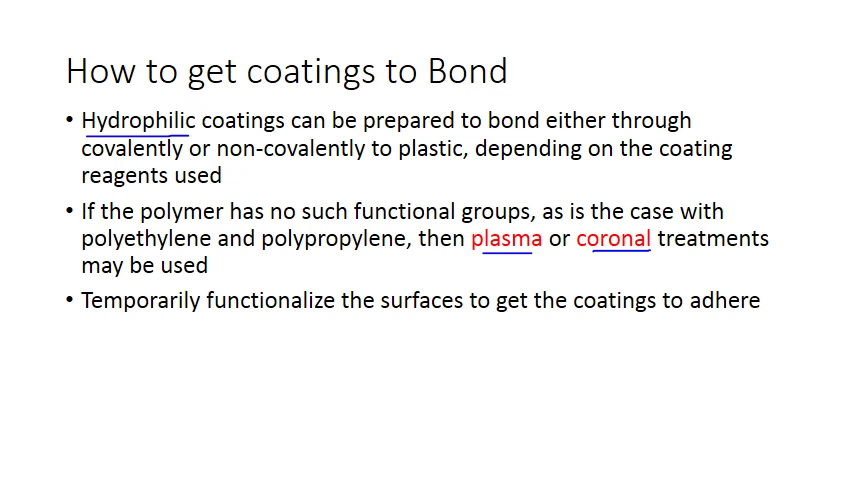 How to get coatings to Bond
• Hydrophilic coatings can be prepared to bond either through
covalently or non-covalently to plastic, depending on the coating
reagents used
• If the polymer has no such functional groups, as is the case with
polyethylene and polypropylene, then plasma or coronal treatments
may be used
• Temporarily functionalize the surfaces to get the coatings to adhere